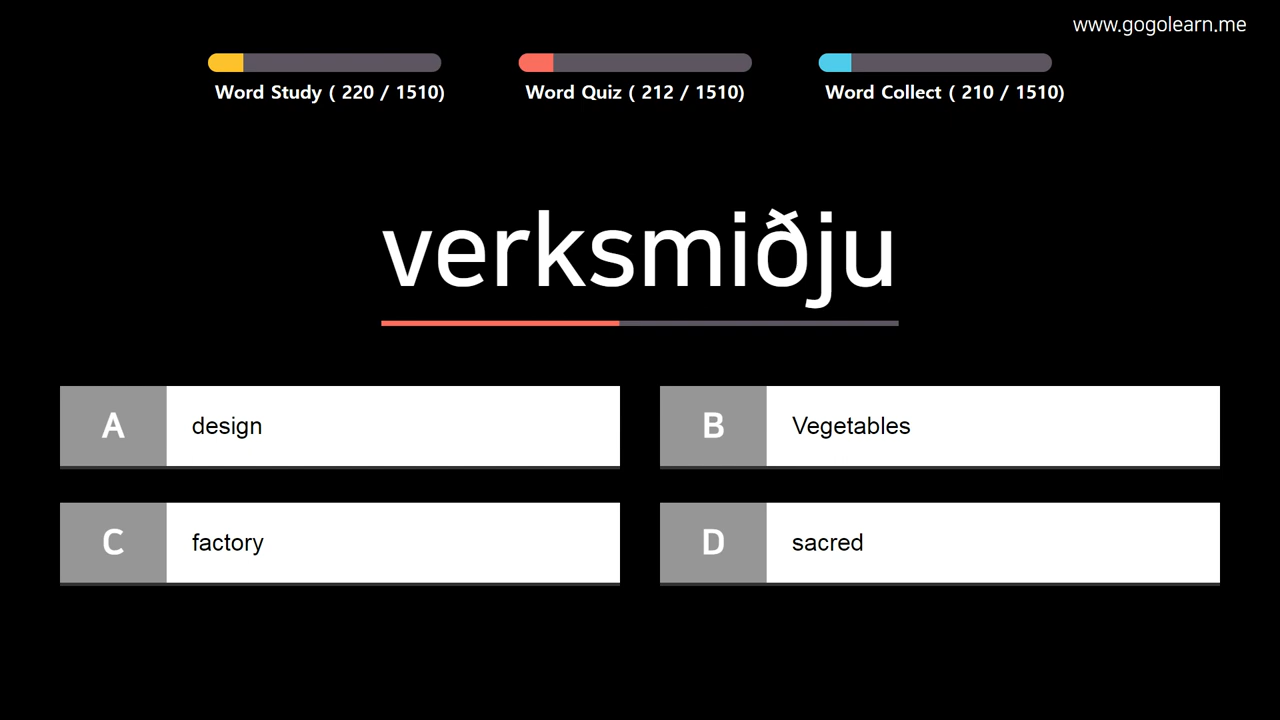 www.gogolearn.me
Word Study ( 220 / 1510)
Word Quiz ( 212 / 1510)
Word Collect ( 210 / 1510)
verksmiðju
A design
B Vegetables
C factory
D sacred